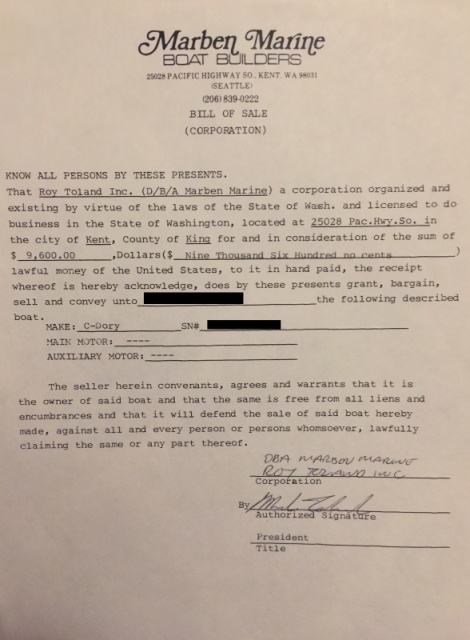 Marben Marine
BOAT BUILDERS
25028 PACIFIC HIGHWAY SO., KENT, WA 98031
(SEATTLE)
(206) 839-0222
BILL OF SALE
(CORPORATION)
KNOW ALL PERSONS BY THESE PRESENTS.
That Roy Toland Inc. (D/B/A Marben Marine) a corporation organized and
existing by virtue of the laws of the State of Wash. and licensed to do
business in the State of Washington, located at 25028 Pac.Hwy.So. in
the city of Kent, County of King for and in consideration of the sum of
$ 9,600.00 ,Dollars($ Nine Thousand Six Hundred no cents )
lawful money of the United States, to it in hand paid, the receipt
whereof is hereby acknowledge, does by these presents grant, bargain,
sell and convey unto the following described
boat.
MAKE: C-Dory SN#
MAIN MOTOR: ----
AUXILIARY MOTOR: ----
The seller herein convenants, agrees and warrants that it is
the owner of said boat and that the same is free from all liens and
encumbrances and that it will defend the sale of said boat hereby
made, against all and every person or persons whomsoever, lawfully
claiming the same or any part thereof.
DBA MARBON MARINE
ROY TOLAND INC
Corporation
By
Authorized Signature
President
Title